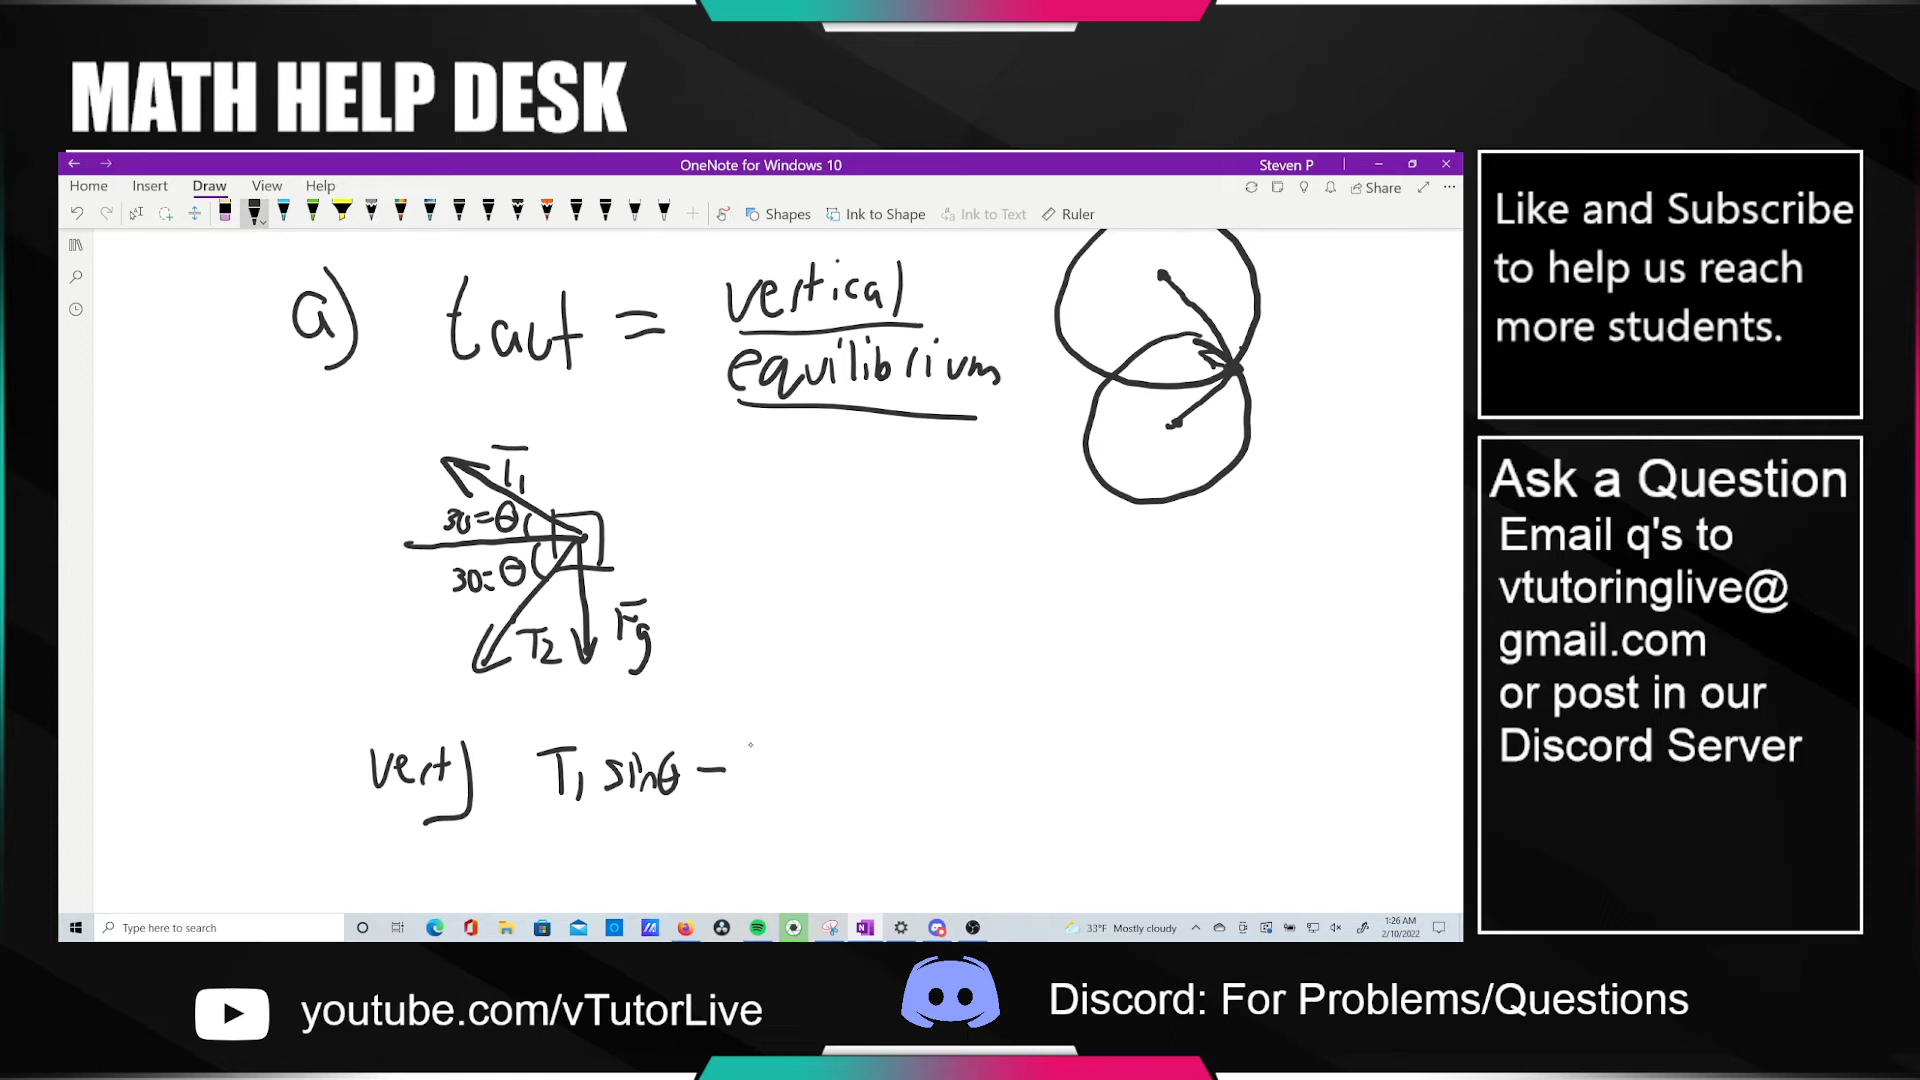 MATH HELP DESK
OneNote for Windows 10
Steven P
Home Insert Draw View Help
Share
Shapes Ink to Shape Ink to Text Ruler
a) taut = vertical
equilibrium
T₁
30=θ
30=θ
T2
Fg
vert) T₁ sinθ –
Type here to search
33°F Mostly cloudy
1:26 AM
2/10/2022
Like and Subscribe
to help us reach
more students.
Ask a Question
Email q's to
vtutoringlive@
gmail.com
or post in our
Discord Server
youtube.com/vTutorLive
Discord: For Problems/Questions